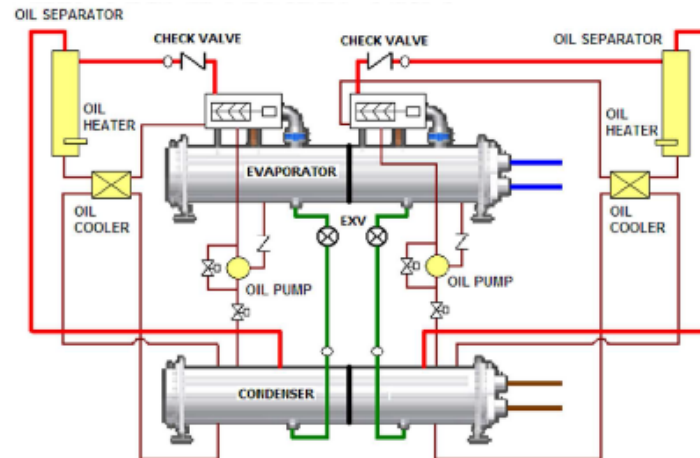 OIL SEPARATOR
CHECK VALVE
CHECK VALVE
OIL SEPARATOR
OIL
HEATER
OIL
HEATER
EVAPORATOR
OIL
COOLER
EXV
OIL
COOLER
OIL PUMP
OIL PUMP
CONDENSER